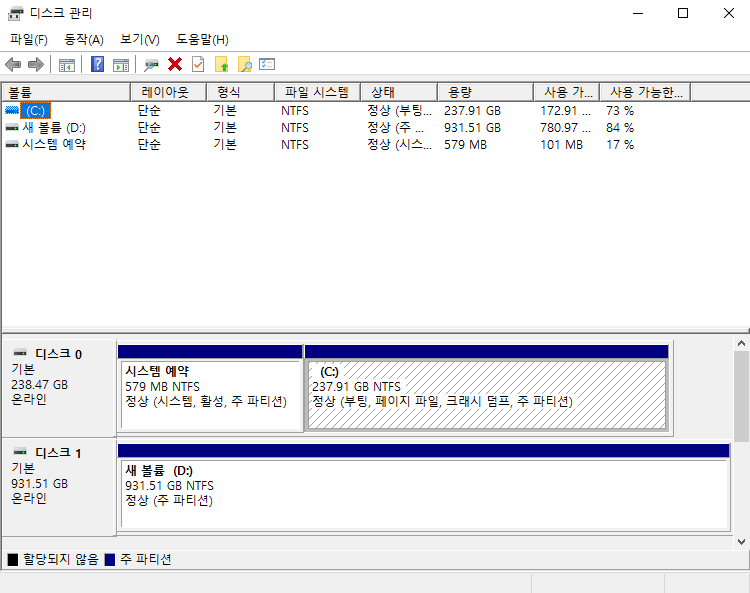 디스크 관리
파일(F) 동작(A) 보기(V) 도움말(H)
볼륨 레이아웃 형식 파일 시스템 상태 용량 사용 가... 사용 가능한...
(C:) 단순 기본 NTFS 정상 (부팅... 237.91 GB 172.91 ... 73 %
새 볼륨 (D:) 단순 기본 NTFS 정상 (주 ... 931.51 GB 780.97 ... 84 %
시스템 예약 단순 기본 NTFS 정상 (시스... 579 MB 101 MB 17 %
디스크 0
기본
238.47 GB
온라인
시스템 예약
579 MB NTFS
정상 (시스템, 활성, 주 파티션)
(C:)
237.91 GB NTFS
정상 (부팅, 페이지 파일, 크래시 덤프, 주 파티션)
디스크 1
기본
931.51 GB
온라인
새 볼륨 (D:)
931.51 GB NTFS
정상 (주 파티션)
할당되지 않음 주 파티션